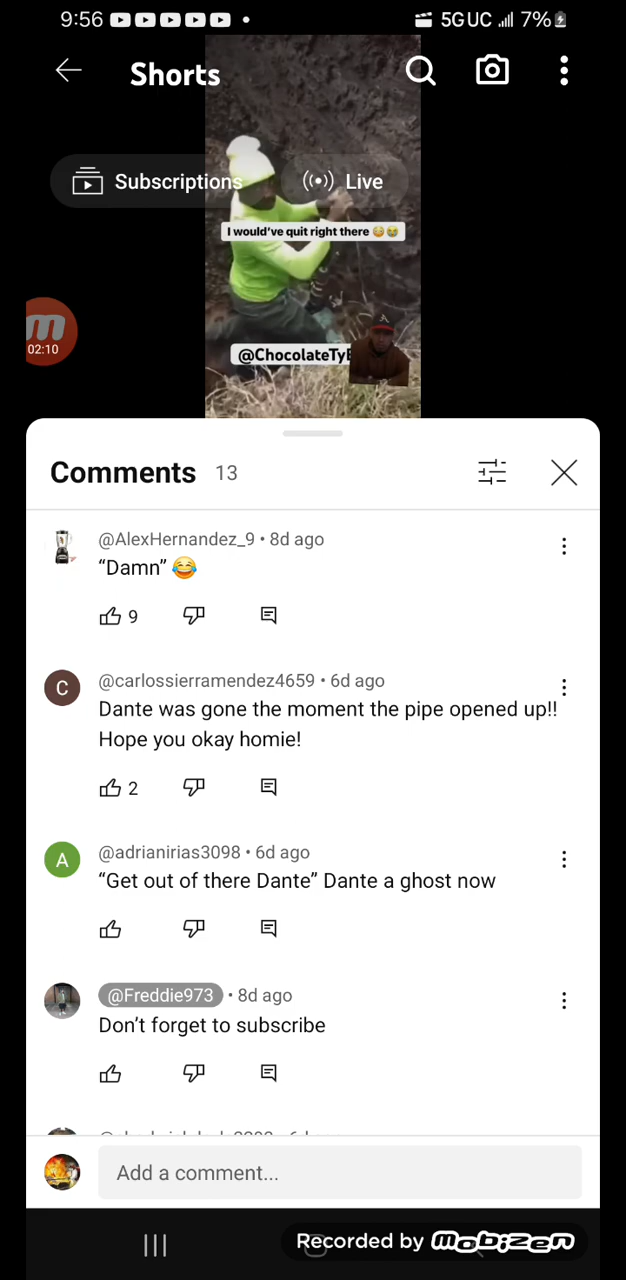 9:56
5G UC 7%
Shorts
Subscriptions
Live
I would've quit right there 😳😭
02:10
@ChocolateTyE
Comments 13
@AlexHernandez_9 • 8d ago
“Damn” 😂
9
C
@carlossierramendez4659 • 6d ago
Dante was gone the moment the pipe opened up!!
Hope you okay homie!
2
A
@adrianirias3098 • 6d ago
“Get out of there Dante” Dante a ghost now
@Freddie973 • 8d ago
Don’t forget to subscribe
Add a comment...
Recorded by mobizen